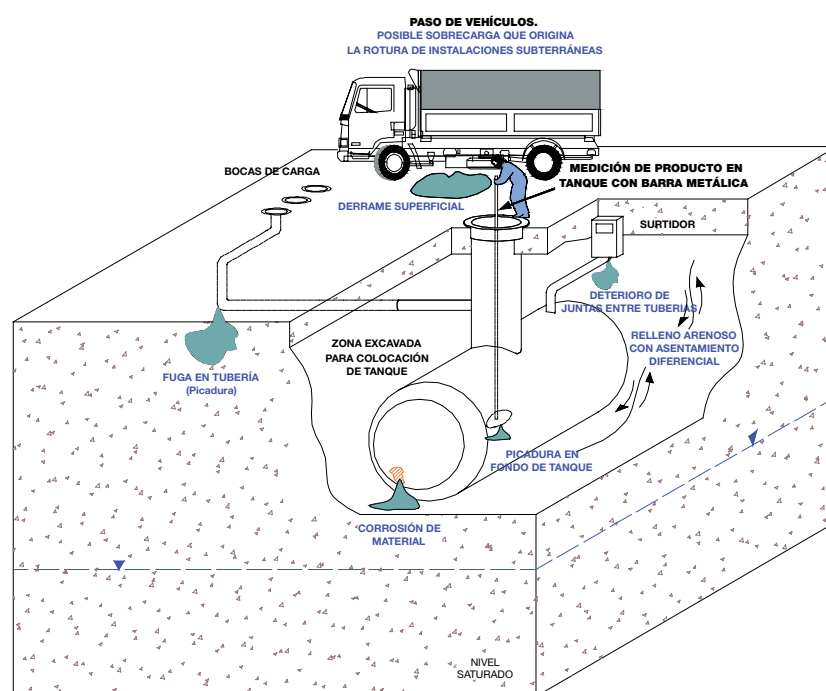 PASO DE VEHÍCULOS.
POSIBLE SOBRECARGA QUE ORIGINA
LA ROTURA DE INSTALACIONES SUBTERRÁNEAS
BOCAS DE CARGA
MEDICIÓN DE PRODUCTO EN
TANQUE CON BARRA METÁLICA
DERRAME SUPERFICIAL
SURTIDOR
DETERIORO DE
JUNTAS ENTRE TUBERIAS
RELLENO ARENOSO
CON ASENTAMIENTO
DIFERENCIAL
ZONA EXCAVADA
PARA COLOCACIÓN
DE TANQUE
FUGA EN TUBERÍA
(Picadura)
PICADURA EN
FONDO DE TANQUE
CORROSIÓN DE
MATERIAL
NIVEL
SATURADO